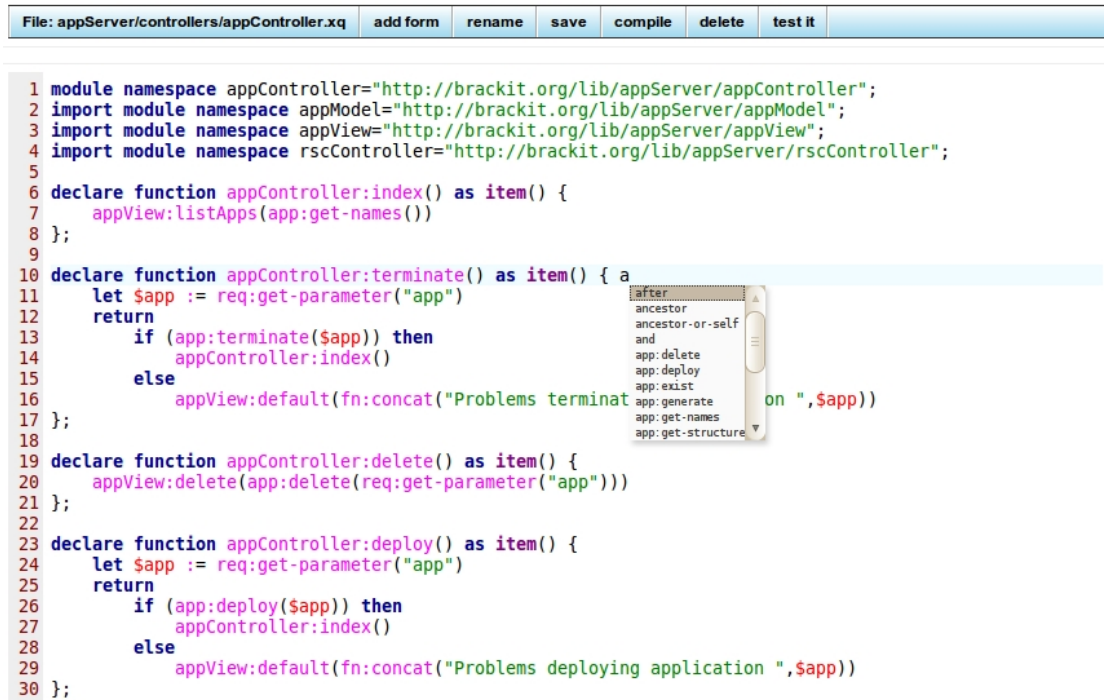 File: appServer/controllers/appController.xq add form rename save compile delete test it
1 module namespace appController="http://brackit.org/lib/appServer/appController";
2 import module namespace appModel="http://brackit.org/lib/appServer/appModel";
3 import module namespace appView="http://brackit.org/lib/appServer/appView";
4 import module namespace rscController="http://brackit.org/lib/appServer/rscController";
5
6 declare function appController:index() as item() {
7     appView:listApps(app:get-names())
8 };
9
10 declare function appController:terminate() as item() { a
11     let $app := req:get-parameter("app")
12     return
13         if (app:terminate($app)) then
14             appController:index()
15         else
16             appView:default(fn:concat("Problems terminat on ",$app))
17 };
18
19 declare function appController:delete() as item() {
20     appView:delete(app:delete(req:get-parameter("app")))
21 };
22
23 declare function appController:deploy() as item() {
24     let $app := req:get-parameter("app")
25     return
26         if (app:deploy($app)) then
27             appController:index()
28         else
29             appView:default(fn:concat("Problems deploying application ",$app))
30 };
after
ancestor
ancestor-or-self
and
app:delete
app:deploy
app:exist
app:generate
app:get-names
app:get-structure